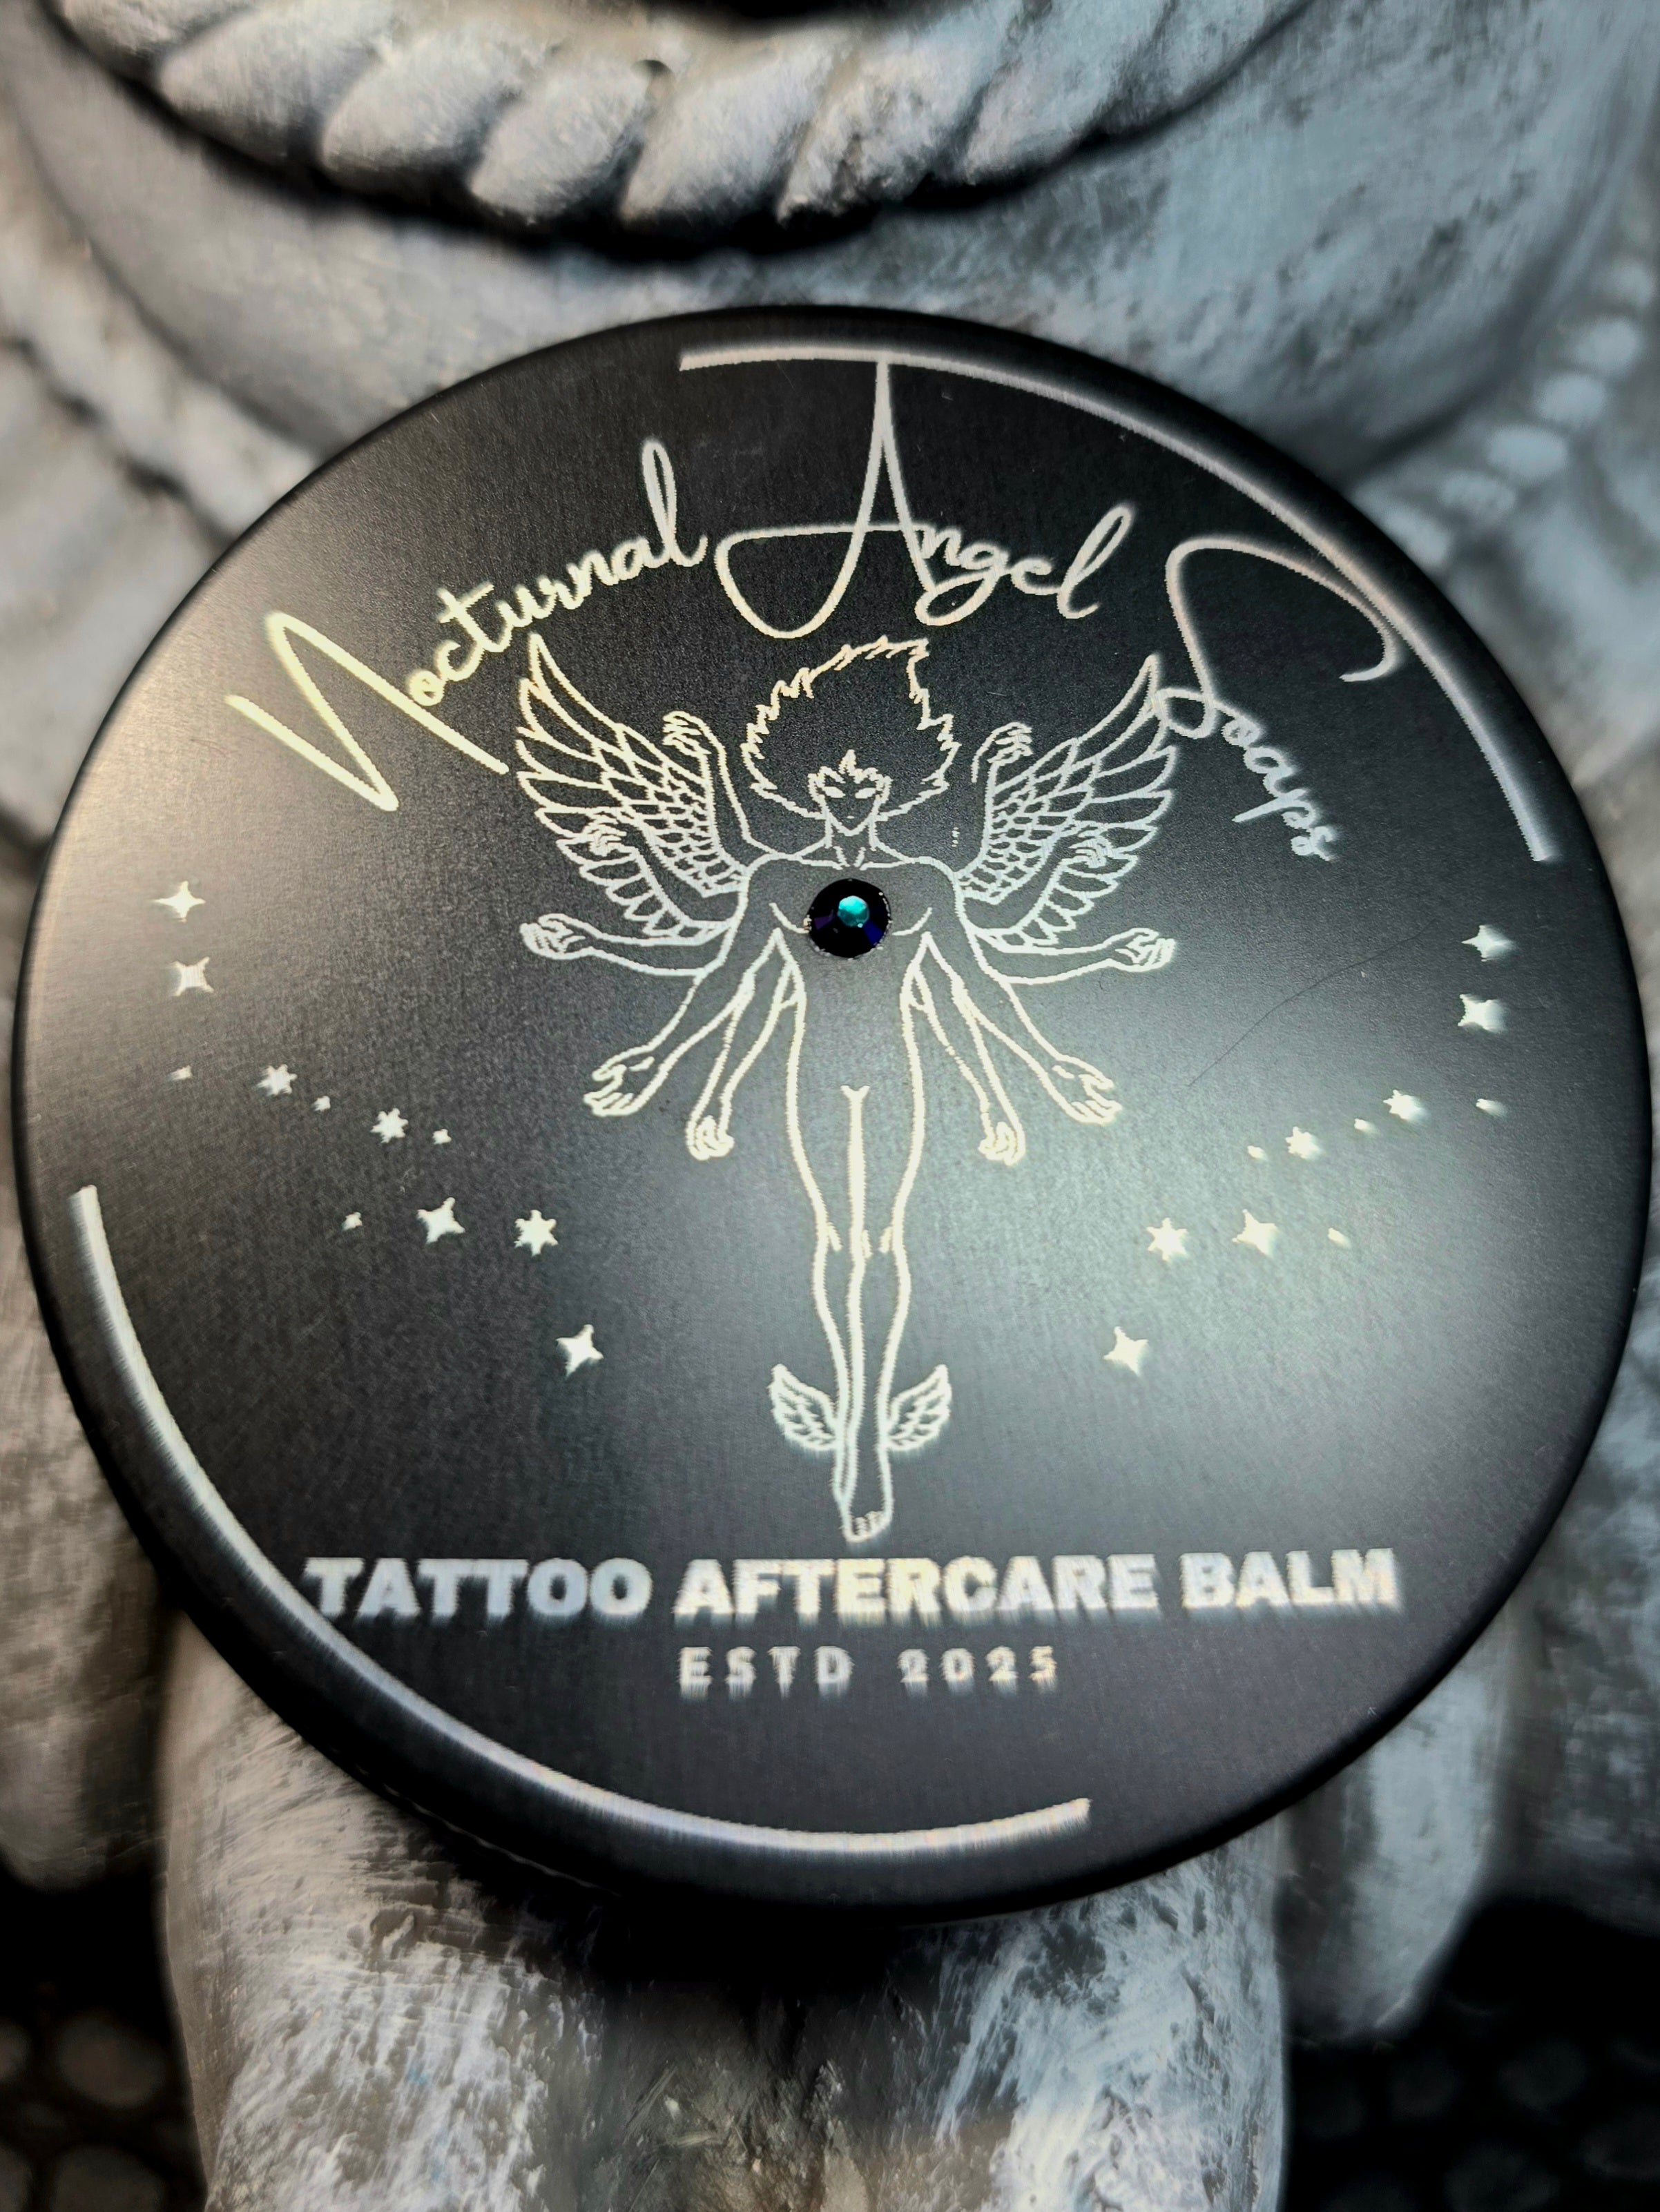 Nocturnal Angel Soaps
TATTOO AFTERCARE BALM
ESTD 2025